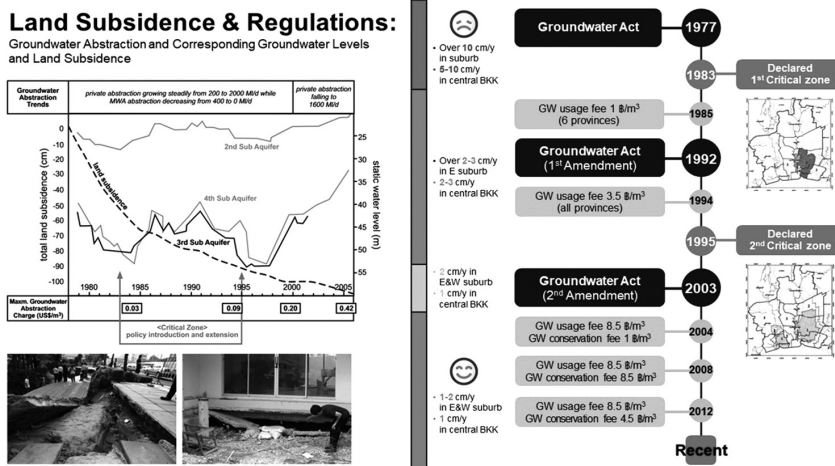 Land Subsidence & Regulations:
Groundwater Abstraction and Corresponding Groundwater Levels
and Land Subsidence
Groundwater
Abstraction
Trends
private abstraction growing steadily from 200 to 2000 Ml/d while
MWA abstraction decreasing from 400 to 0 Ml/d
private abstraction
falling to
1600 Ml/d
total land subsidence (cm)
0
-10
-20
-30
-40
-50
-60
-70
-80
-90
-100
land subsidence
2nd Sub Aquifer
4th Sub Aquifer
3rd Sub Aquifer
25
30
35
40
45
50
55
static water level (m)
1980
1985
1990
1995
2000
2005
Maxm. Groundwater
Abstraction
Charge (US$/m³)
0.03
0.09
0.20
0.42
<Critical Zone>
policy introduction and extension
• Over 10 cm/y
in suburb
• 5-10 cm/y
in central BKK
• Over 2-3 cm/y
in E suburb
• 2-3 cm/y
in central BKK
• 2 cm/y in
E&W suburb
• 1 cm/y in
central BKK
• 1-2 cm/y
in E&W suburb
• 1 cm/y
in central BKK
Groundwater Act
1977
1983
Declared
1st Critical zone
GW usage fee 1 ฿/m³
(6 provinces)
1985
Groundwater Act
(1st Amendment)
1992
GW usage fee 3.5 ฿/m³
(all provinces)
1994
1995
Declared
2nd Critical zone
Groundwater Act
(2nd Amendment)
2003
GW usage fee 8.5 ฿/m³
GW conservation fee 1 ฿/m³
2004
GW usage fee 8.5 ฿/m³
GW conservation fee 8.5 ฿/m³
2008
GW usage fee 8.5 ฿/m³
GW conservation fee 4.5 ฿/m³
2012
Recent